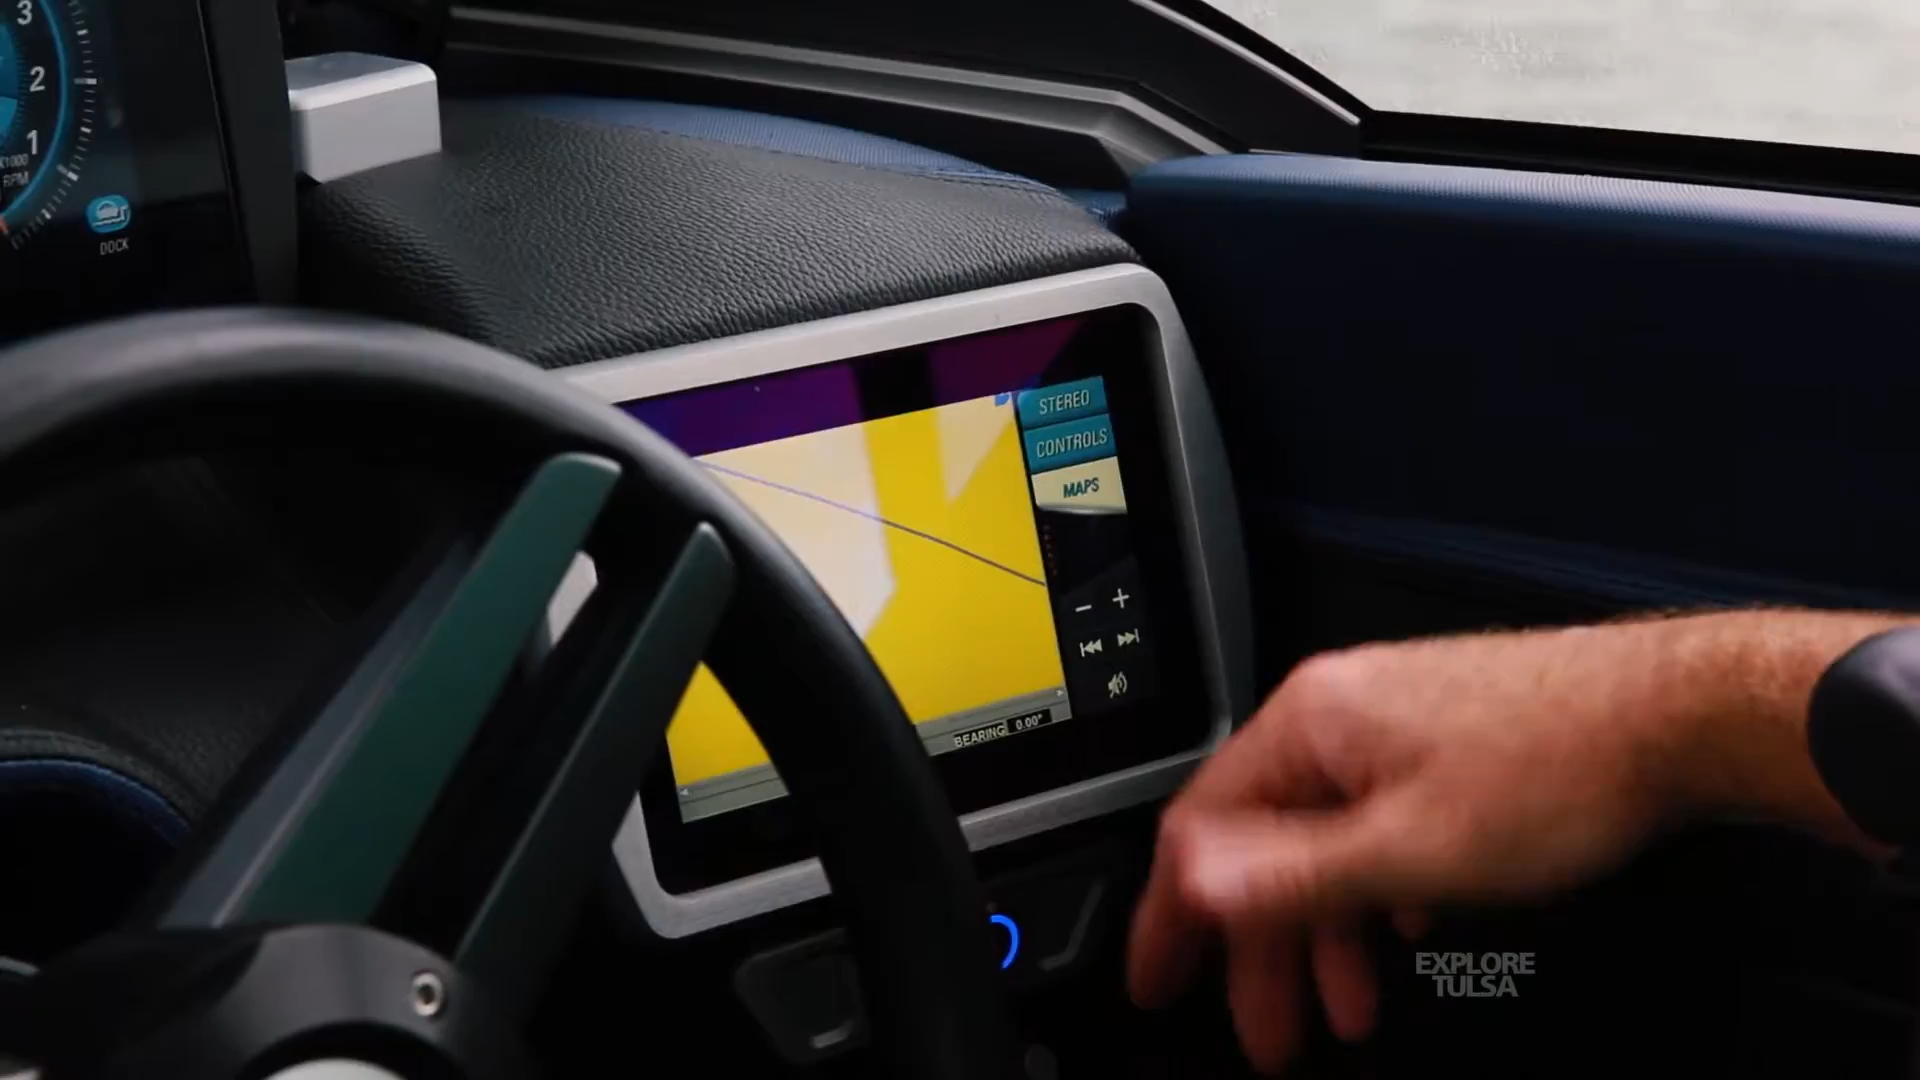 3
2
1
X1000
RPM
DOCK
STEREO
CONTROLS
MAPS
BEARING 0.00°
EXPLORE
TULSA